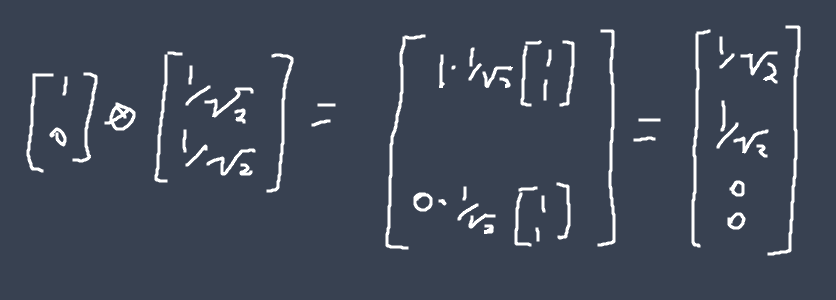 [1 0] ⊗ [1/√2 1/√2] = [1·1/√2 [1 1] 0·1/√2 [1 1]] = [1/√2 1/√2 0 0]